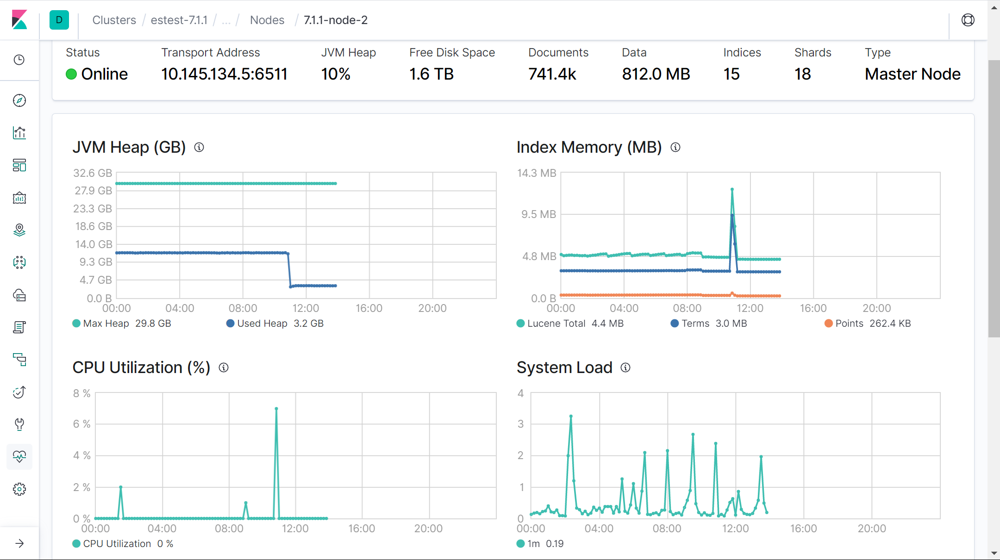 D Clusters / estest-7.1.1 / ... / Nodes / 7.1.1-node-2
Status Transport Address JVM Heap Free Disk Space Documents Data Indices Shards Type
Online 10.145.134.5:6511 10% 1.6 TB 741.4k 812.0 MB 15 18 Master Node
JVM Heap (GB)
32.6 GB
27.9 GB
23.3 GB
18.6 GB
14.0 GB
9.3 GB
4.7 GB
0.0 B
00:00 04:00 08:00 12:00 16:00 20:00
Max Heap 29.8 GB Used Heap 3.2 GB
Index Memory (MB)
14.3 MB
9.5 MB
4.8 MB
0.0 B
00:00 04:00 08:00 12:00 16:00 20:00
Lucene Total 4.4 MB Terms 3.0 MB Points 262.4 KB
CPU Utilization (%)
8 %
6 %
4 %
2 %
0 %
00:00 04:00 08:00 12:00 16:00 20:00
CPU Utilization 0 %
System Load
4
3
2
1
0
00:00 04:00 08:00 12:00 16:00 20:00
1m 0.19